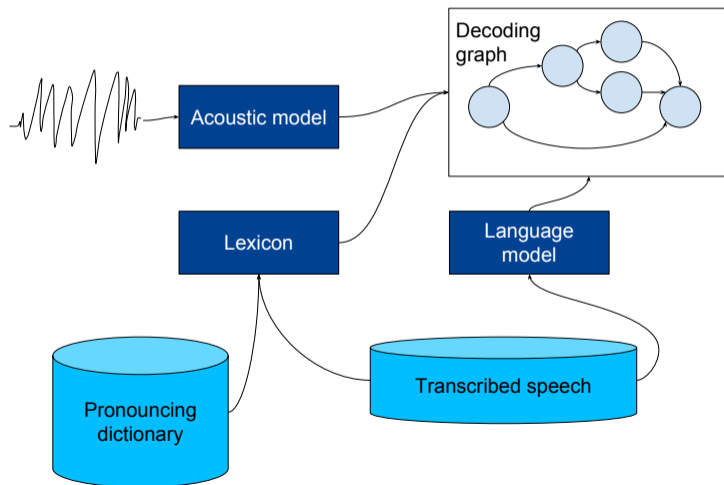 Decoding
graph
Acoustic model
Lexicon
Language
model
Transcribed speech
Pronouncing
dictionary